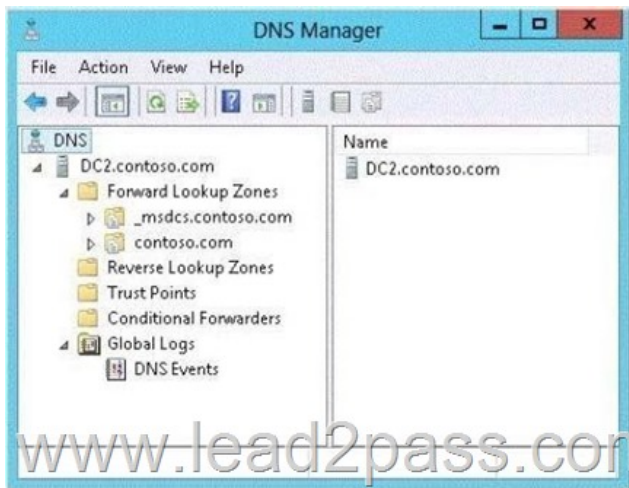 DNS Manager
File Action View Help
DNS
DC2.contoso.com
Forward Lookup Zones
_msdcs.contoso.com
contoso.com
Reverse Lookup Zones
Trust Points
Conditional Forwarders
Global Logs
DNS Events
Name
DC2.contoso.com
www.lead2pass.com